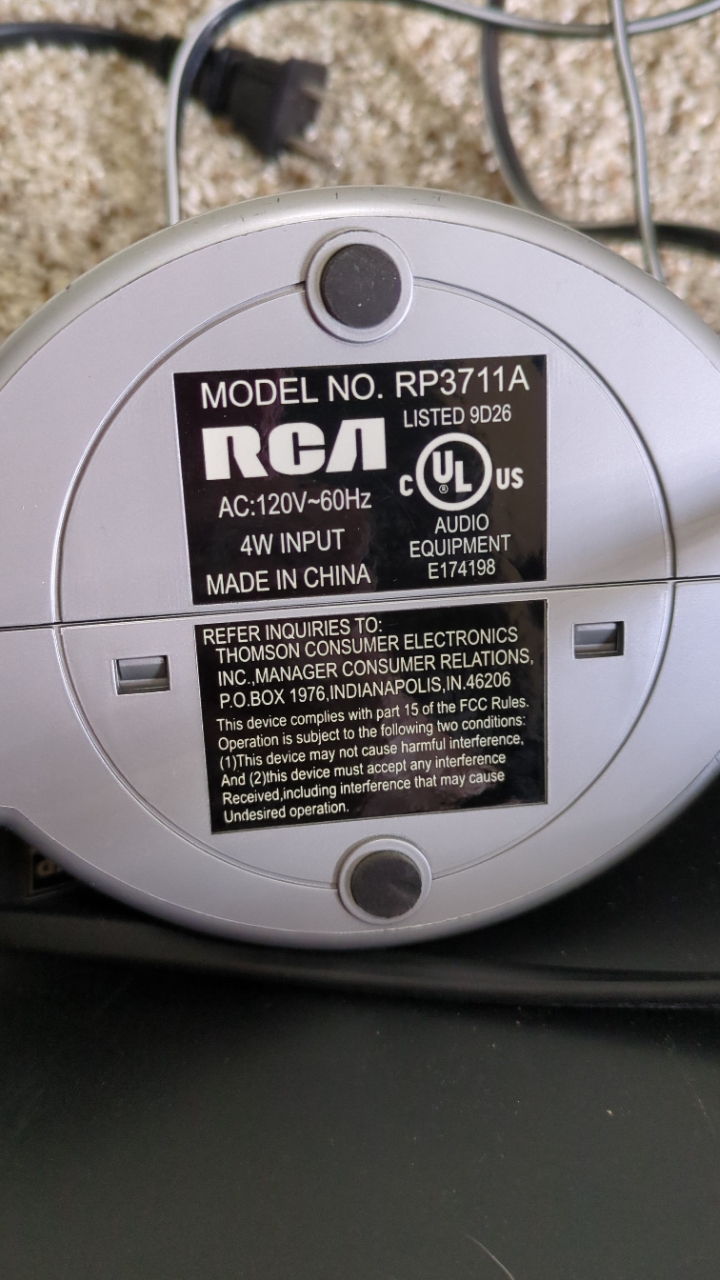 MODEL NO. RP3711A
RCA
LISTED 9D26
C UL US
®
AC:120V~60Hz
4W INPUT
MADE IN CHINA
AUDIO
EQUIPMENT
E174198
REFER INQUIRIES TO:
THOMSON CONSUMER ELECTRONICS
INC.,MANAGER CONSUMER RELATIONS,
P.O.BOX 1976,INDIANAPOLIS,IN.46206
This device complies with part 15 of the FCC Rules.
Operation is subject to the following two conditions:
(1)This device may not cause harmful interference,
And (2)this device must accept any interference
Received,including interference that may cause
Undesired operation.